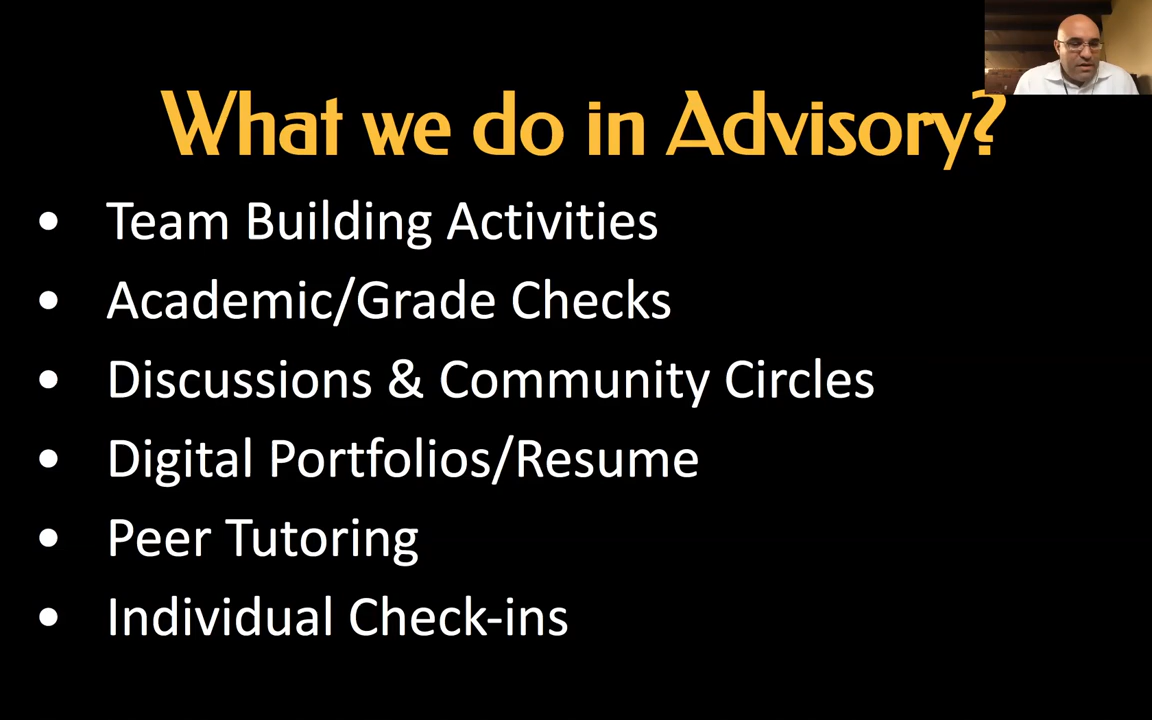 What we do in Advisory?
• Team Building Activities
• Academic/Grade Checks
• Discussions & Community Circles
• Digital Portfolios/Resume
• Peer Tutoring
• Individual Check-ins